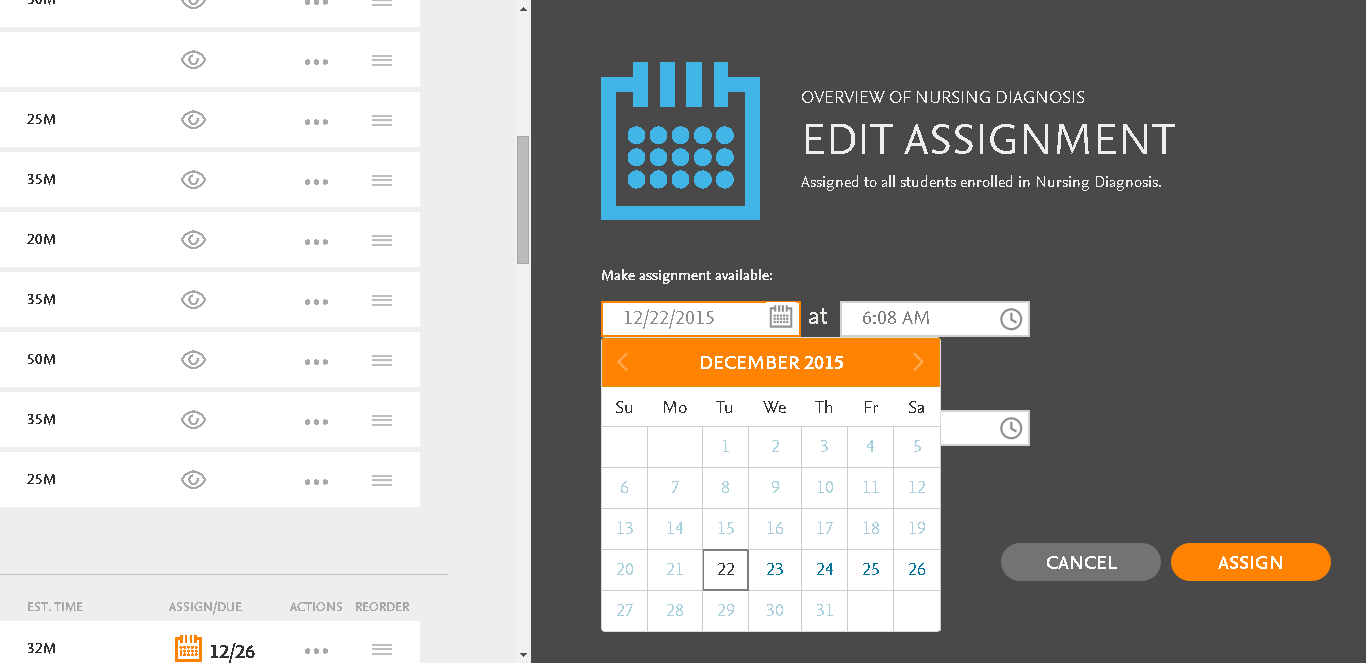 25M
35M
20M
35M
50M
35M
25M
EST. TIME ASSIGN/DUE ACTIONS REORDER
32M 12/26
OVERVIEW OF NURSING DIAGNOSIS
EDIT ASSIGNMENT
Assigned to all students enrolled in Nursing Diagnosis.
Make assignment available:
12/22/2015 at 6:08 AM
DECEMBER 2015
Su Mo Tu We Th Fr Sa
1 2 3 4 5
6 7 8 9 10 11 12
13 14 15 16 17 18 19
20 21 22 23 24 25 26
27 28 29 30 31
CANCEL ASSIGN